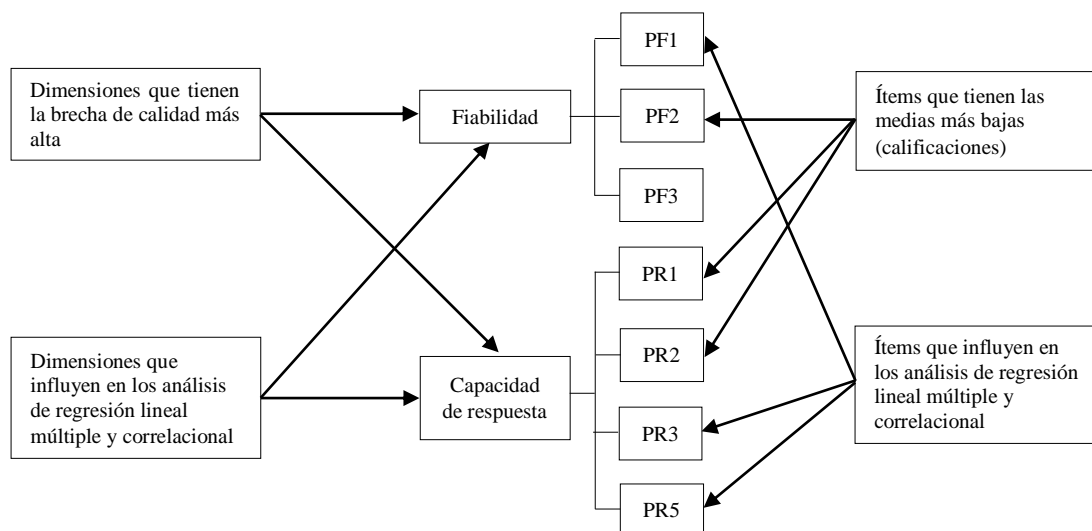 Dimensiones que tienen
la brecha de calidad más
alta
Dimensiones que
influyen en los análisis
de regresión lineal
múltiple y correlacional
Fiabilidad
Capacidad
de respuesta
PF1
PF2
PF3
PR1
PR2
PR3
PR5
Ítems que tienen las
medias más bajas
(calificaciones)
Ítems que influyen en
los análisis de regresión
lineal múltiple y
correlacional